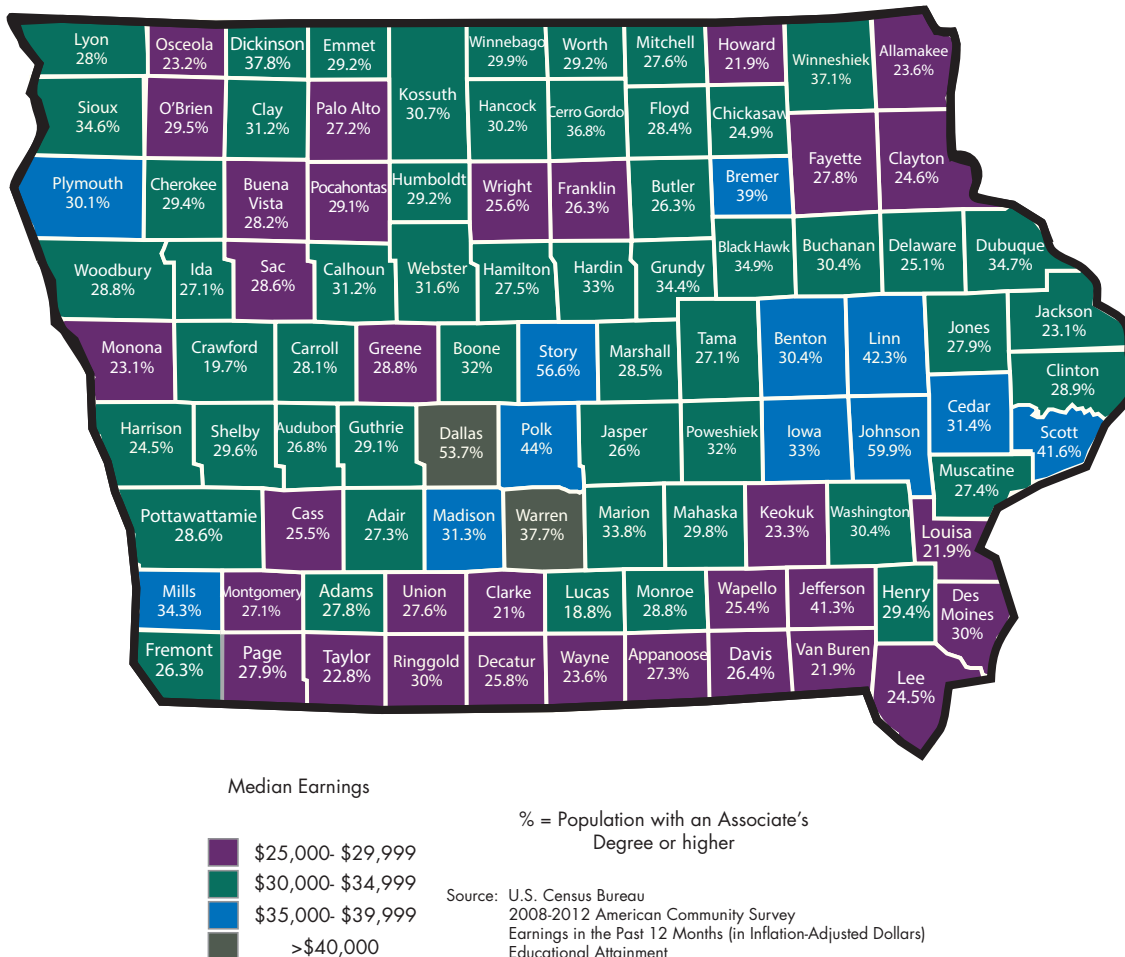 Lyon
28%
Osceola
23.2%
Dickinson
37.8%
Emmet
29.2%
Kossuth
30.7%
Winnebago
29.9%
Worth
29.2%
Mitchell
27.6%
Howard
21.9%
Winneshiek
37.1%
Allamakee
23.6%
Sioux
34.6%
O'Brien
29.5%
Clay
31.2%
Palo Alto
27.2%
Hancock
30.2%
Cerro Gordo
36.8%
Floyd
28.4%
Chickasaw
24.9%
Fayette
27.8%
Clayton
24.6%
Plymouth
30.1%
Cherokee
29.4%
Buena
Vista
28.2%
Pocahontas
29.1%
Humboldt
29.2%
Wright
25.6%
Franklin
26.3%
Butler
26.3%
Bremer
39%
Woodbury
28.8%
Ida
27.1%
Sac
28.6%
Calhoun
31.2%
Webster
31.6%
Hamilton
27.5%
Hardin
33%
Grundy
34.4%
Black Hawk
34.9%
Buchanan
30.4%
Delaware
25.1%
Dubuque
34.7%
Monona
23.1%
Crawford
19.7%
Carroll
28.1%
Greene
28.8%
Boone
32%
Story
56.6%
Marshall
28.5%
Tama
27.1%
Benton
30.4%
Linn
42.3%
Jones
27.9%
Jackson
23.1%
Clinton
28.9%
Harrison
24.5%
Shelby
29.6%
Audubon
26.8%
Guthrie
29.1%
Dallas
53.7%
Polk
44%
Jasper
26%
Poweshiek
32%
Iowa
33%
Johnson
59.9%
Cedar
31.4%
Scott
41.6%
Muscatine
27.4%
Pottawattamie
28.6%
Cass
25.5%
Adair
27.3%
Madison
31.3%
Warren
37.7%
Marion
33.8%
Mahaska
29.8%
Keokuk
23.3%
Washington
30.4%
Louisa
21.9%
Mills
34.3%
Montgomery
27.1%
Adams
27.8%
Union
27.6%
Clarke
21%
Lucas
18.8%
Monroe
28.8%
Wapello
25.4%
Jefferson
41.3%
Henry
29.4%
Des
Moines
30%
Fremont
26.3%
Page
27.9%
Taylor
22.8%
Ringgold
30%
Decatur
25.8%
Wayne
23.6%
Appanoose
27.3%
Davis
26.4%
Van Buren
21.9%
Lee
24.5%
Median Earnings
$25,000- $29,999
$30,000- $34,999
$35,000- $39,999
>$40,000
% = Population with an Associate's
Degree or higher
Source: U.S. Census Bureau
2008-2012 American Community Survey
Earnings in the Past 12 Months (in Inflation-Adjusted Dollars)
Educational Attainment